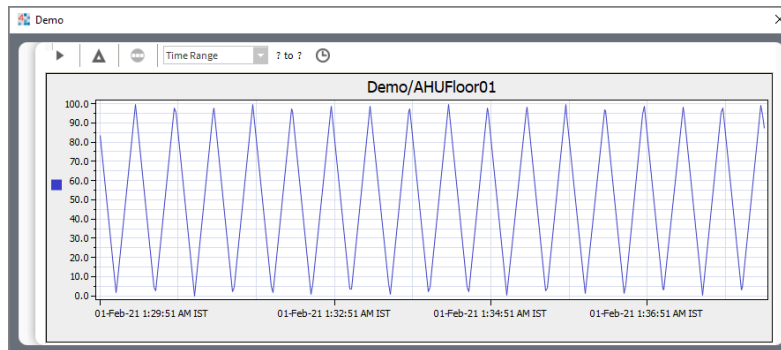 Demo
Time Range ? to ?
Demo/AHUFloor01
100.0
90.0
80.0
70.0
60.0
50.0
40.0
30.0
20.0
10.0
0.0
01-Feb-21 1:29:51 AM IST 01-Feb-21 1:32:51 AM IST 01-Feb-21 1:34:51 AM IST 01-Feb-21 1:36:51 AM IST